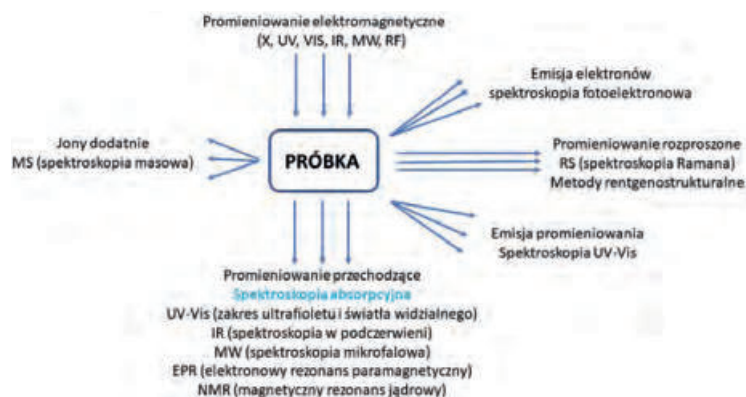 Promieniowanie elektromagnetyczne
(X, UV, VIS, IR, MW, RF)
Emisja elektronów
spektroskopia fotoelektronowa
Jony dodatnie
MS (spektroskopia masowa)
PRÓBKA
Promieniowanie rozproszone
RS (spektroskopia Ramana)
Metody rentgenostrukturalne
Emisja promieniowania
Spektroskopia UV-Vis
Promieniowanie przechodzące
Spektroskopia absorpcyjna
UV-Vis (zakres ultrafioletu i światła widzialnego)
IR (spektroskopia w podczerwieni)
MW (spektroskopia mikrofalowa)
EPR (elektronowy rezonans paramagnetyczny)
NMR (magnetyczny rezonans jądrowy)